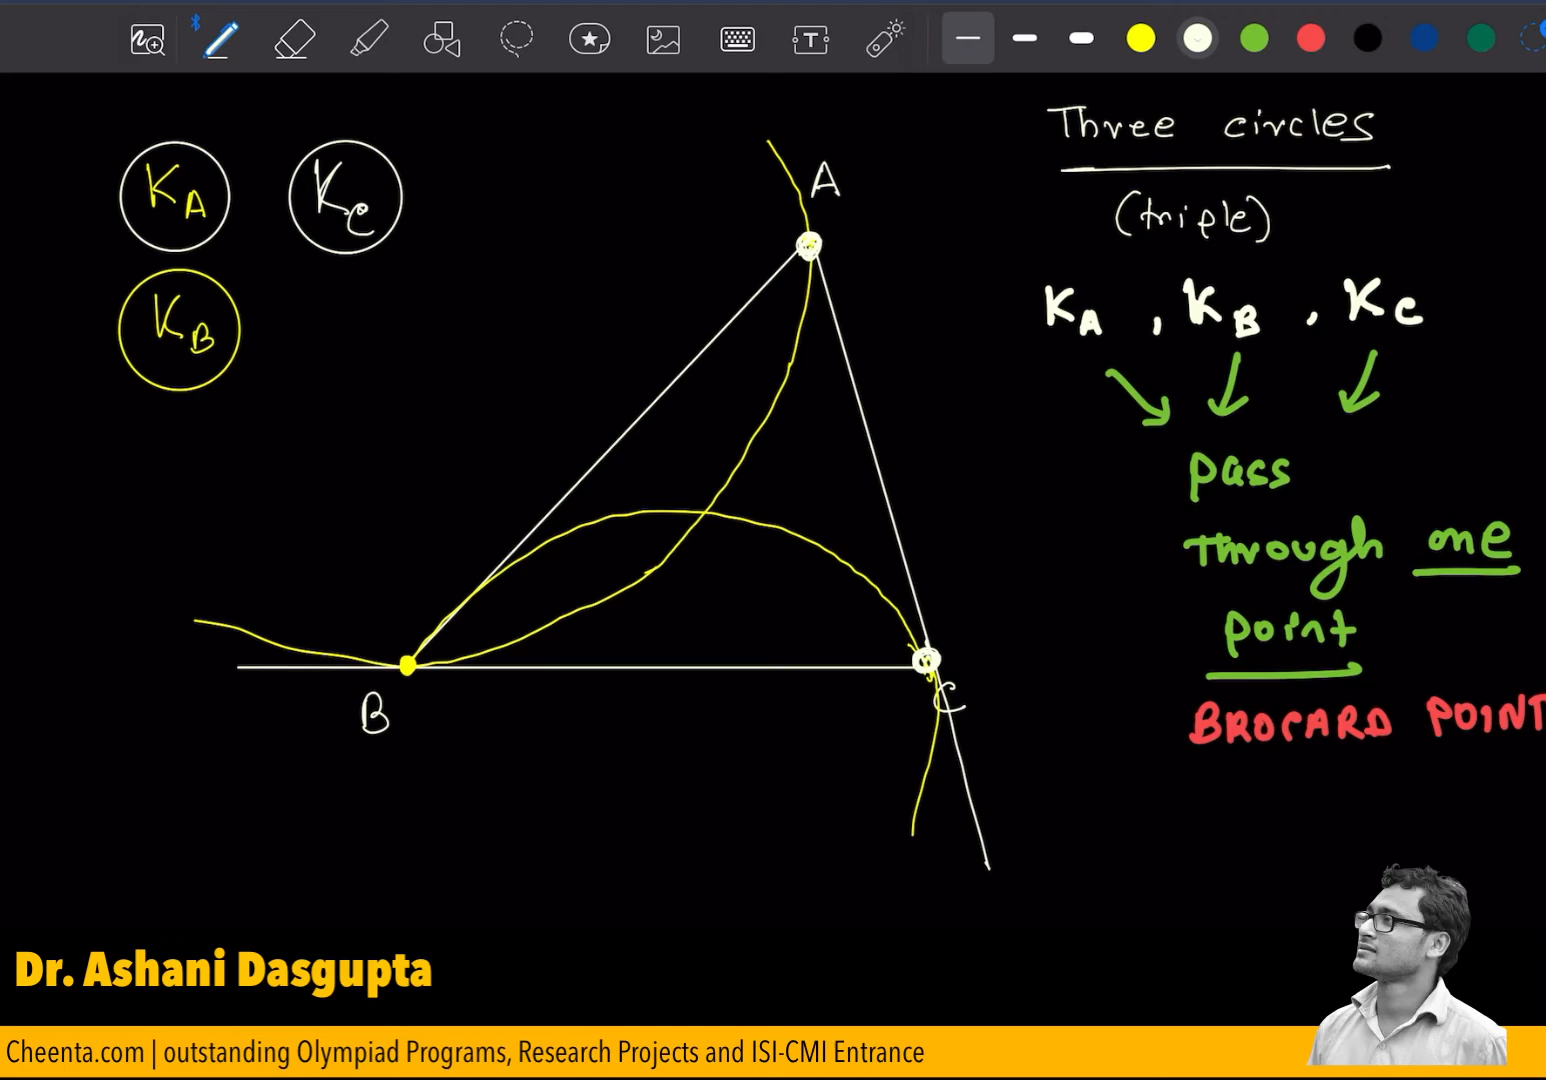 K_A K_C
K_B
A
B
C
Three circles
(triple)
K_A , K_B , K_C
pass
through one
point
BROCARD POINT
Dr. Ashani Dasgupta
Cheenta.com | outstanding Olympiad Programs, Research Projects and ISI-CMI Entrance